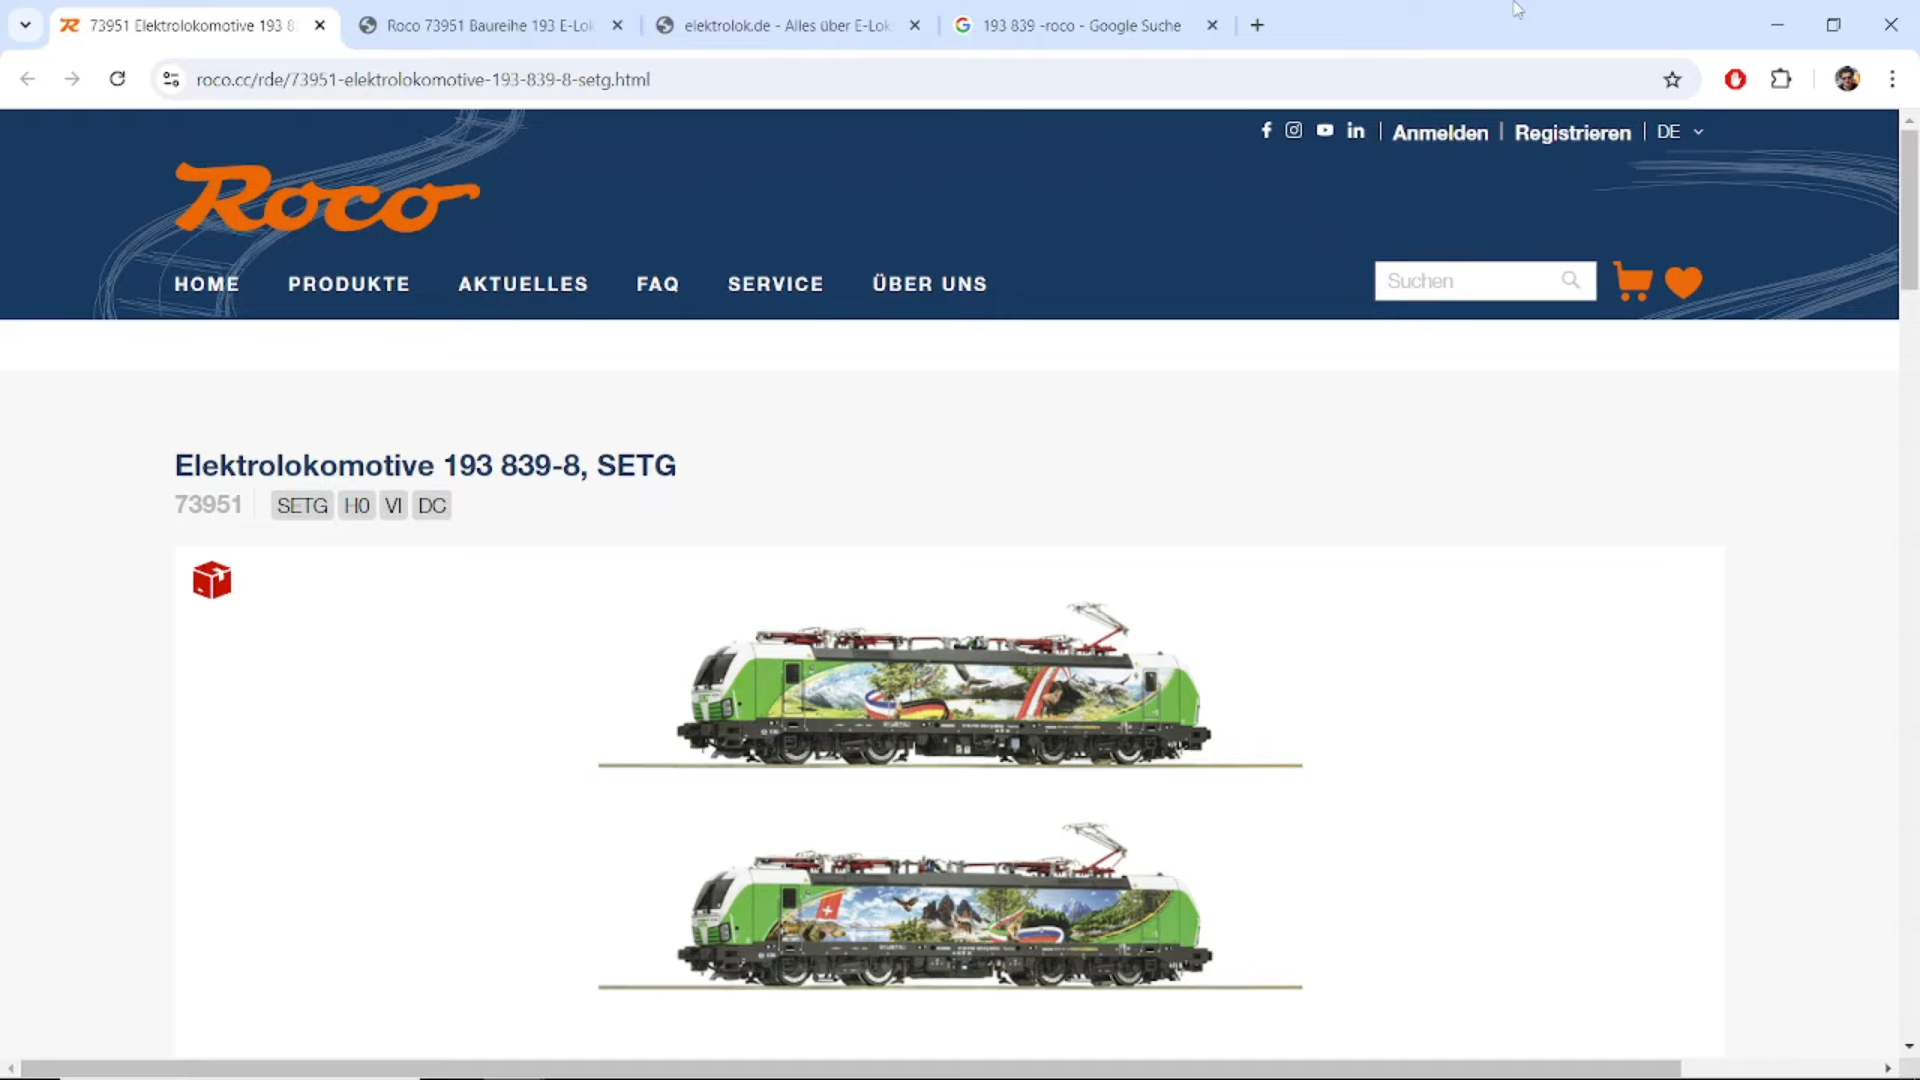 73951 Elektrolokomotive 193 8
Roco 73951 Baureihe 193 E-Lok
elektrolok.de - Alles über E-Lok
193 839 -roco - Google Suche
roco.cc/rde/73951-elektrolokomotive-193-839-8-setg.html
Anmelden | Registrieren | DE
Roco
HOME PRODUKTE AKTUELLES FAQ SERVICE ÜBER UNS
Suchen
Elektrolokomotive 193 839-8, SETG
73951 SETG H0 VI DC